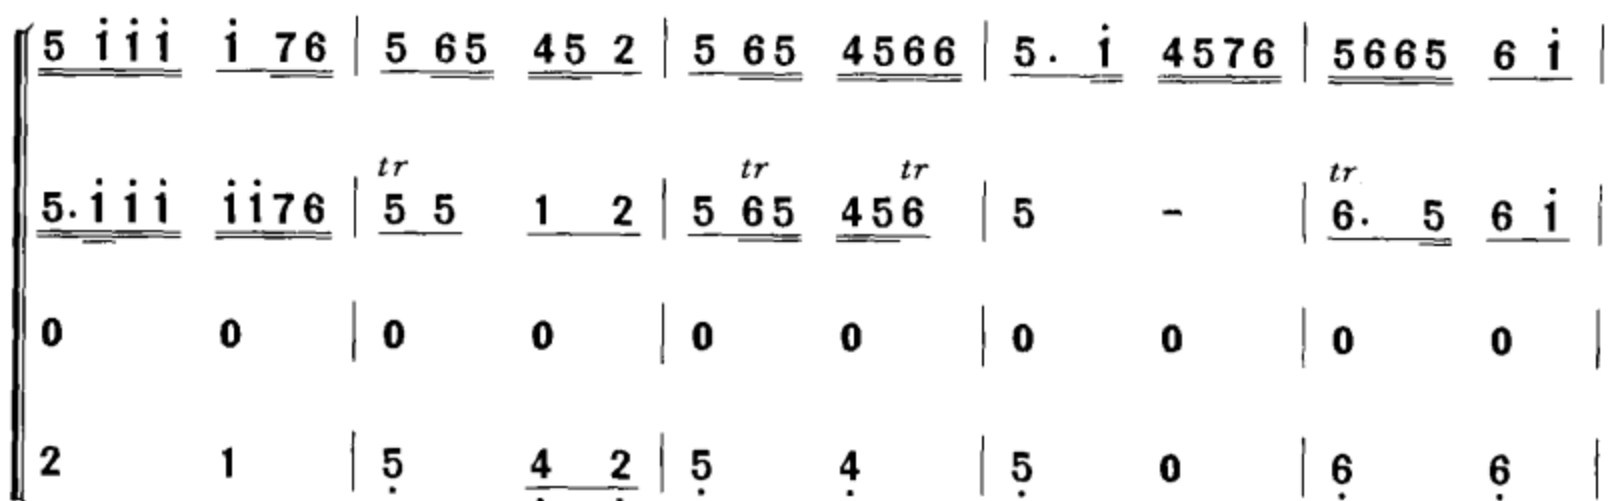 5 i̇ i̇ i̇ i̇ 76 | 5 65 45 2 | 5 65 4566 | 5. i̇ 4576 | 5665 6 i̇ |
tr tr tr tr
5. i̇ i̇ i̇ i̇ i̇ 76 | 5 5 1 2 | 5 65 456 | 5 - | 6. 5 6 i̇ |
0 0 | 0 0 | 0 0 | 0 0 | 0 0 |
2 1 | 5̣ 4̣ 2̣ | 5̣ 4̣ | 5̣ 0 | 6̣ 6̣ |